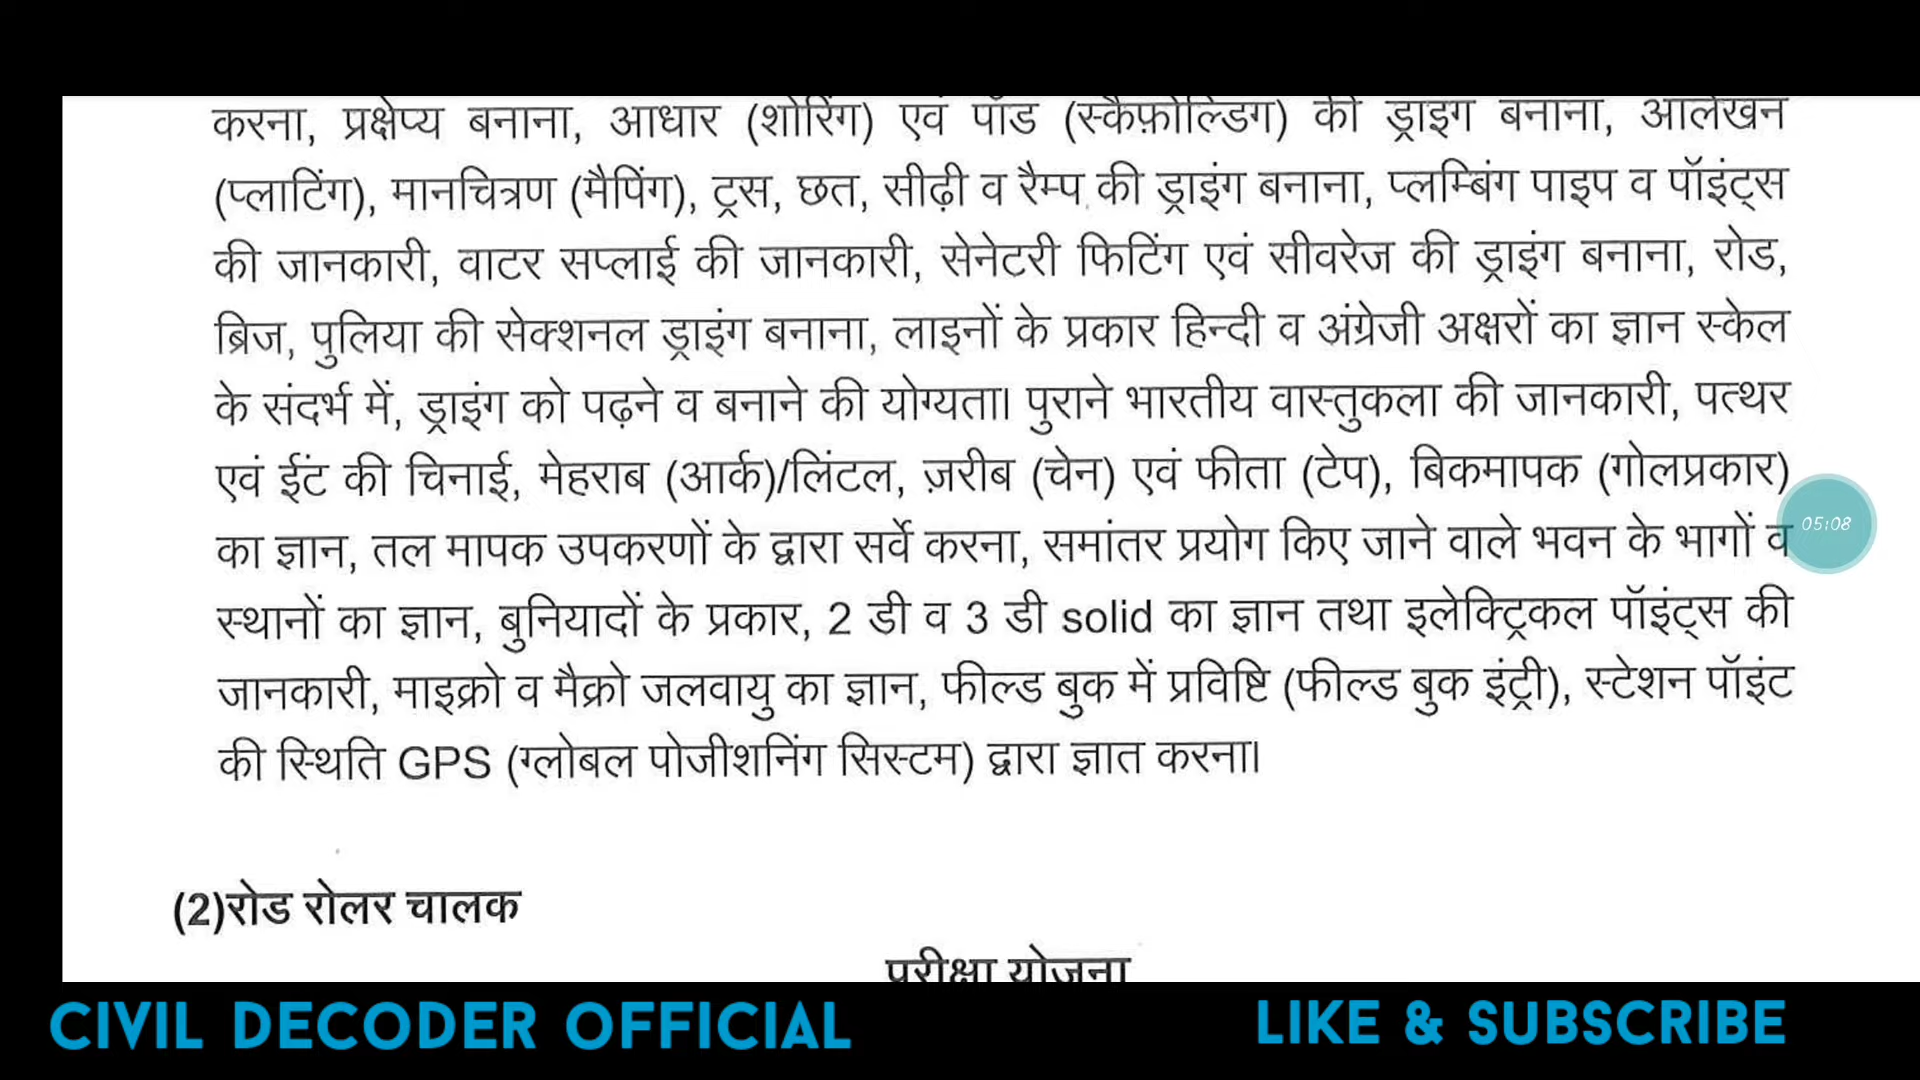 करना, प्रक्षेप्य बनाना, आधार (शोरिंग) एवं पॉड (स्कैफ़ोल्डिंग) की ड्राइंग बनाना, आलेखन
(प्लाटिंग), मानचित्रण (मैपिंग), ट्रस, छत, सीढ़ी व रैम्प की ड्राइंग बनाना, प्लम्बिंग पाइप व पॉइंट्स
की जानकारी, वाटर सप्लाई की जानकारी, सेनेटरी फिटिंग एवं सीवरेज की ड्राइंग बनाना, रोड,
ब्रिज, पुलिया की सेक्शनल ड्राइंग बनाना, लाइनों के प्रकार हिन्दी व अंग्रेजी अक्षरों का ज्ञान स्केल
के संदर्भ में, ड्राइंग को पढ़ने व बनाने की योग्यता। पुराने भारतीय वास्तुकला की जानकारी, पत्थर
एवं ईंट की चिनाई, मेहराब (आर्क)/लिंटल, ज़रीब (चेन) एवं फीता (टेप), बिकमापक (गोलप्रकार)
का ज्ञान, तल मापक उपकरणों के द्वारा सर्वे करना, समांतर प्रयोग किए जाने वाले भवन के भागों व
05:08
स्थानों का ज्ञान, बुनियादों के प्रकार, 2 डी व 3 डी solid का ज्ञान तथा इलेक्ट्रिकल पॉइंट्स की
जानकारी, माइक्रो व मैक्रो जलवायु का ज्ञान, फील्ड बुक में प्रविष्टि (फील्ड बुक इंट्री), स्टेशन पॉइंट
की स्थिति GPS (ग्लोबल पोजीशनिंग सिस्टम) द्वारा ज्ञात करना।
(2)रोड रोलर चालक
परीक्षा योजना
CIVIL DECODER OFFICIAL
LIKE & SUBSCRIBE